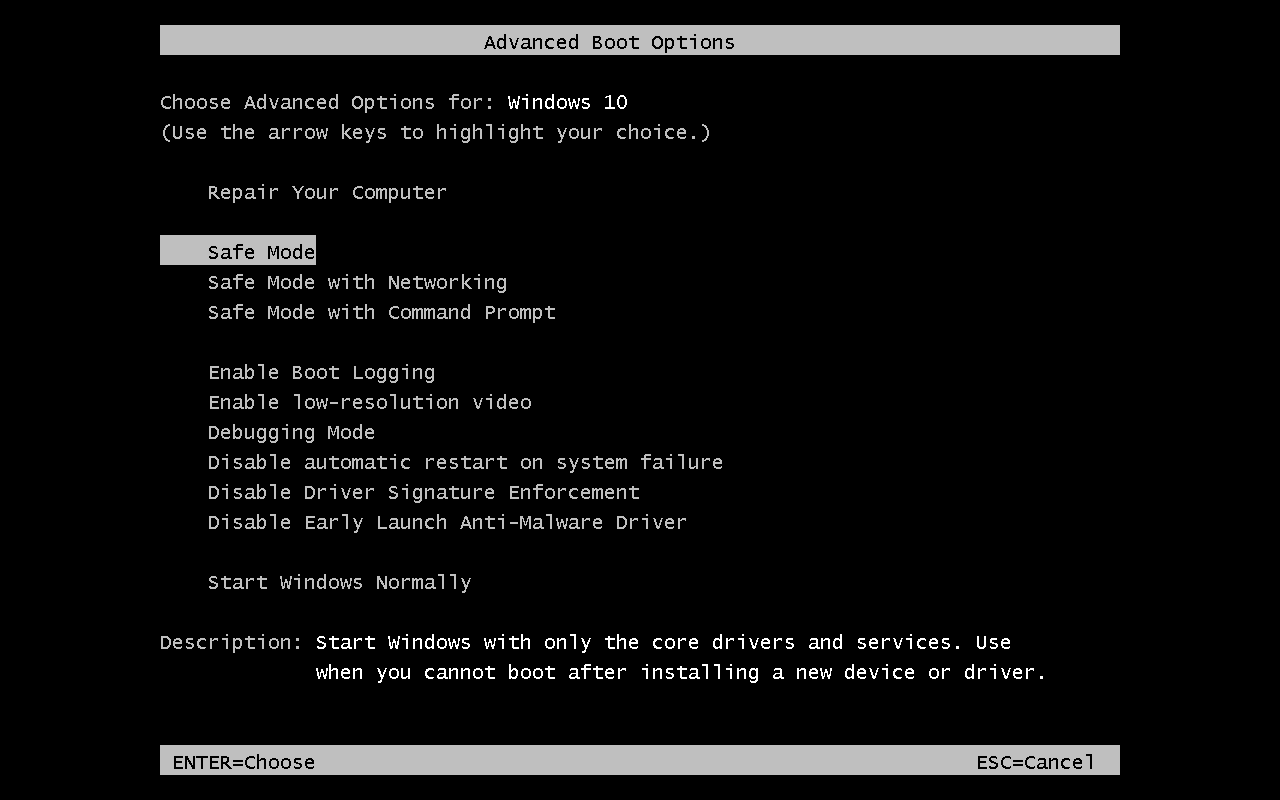 Advanced Boot Options
Choose Advanced Options for: Windows 10
(Use the arrow keys to highlight your choice.)
Repair Your Computer
Safe Mode
Safe Mode with Networking
Safe Mode with Command Prompt
Enable Boot Logging
Enable low-resolution video
Debugging Mode
Disable automatic restart on system failure
Disable Driver Signature Enforcement
Disable Early Launch Anti-Malware Driver
Start Windows Normally
Description: Start Windows with only the core drivers and services. Use
when you cannot boot after installing a new device or driver.
ENTER=Choose ESC=Cancel